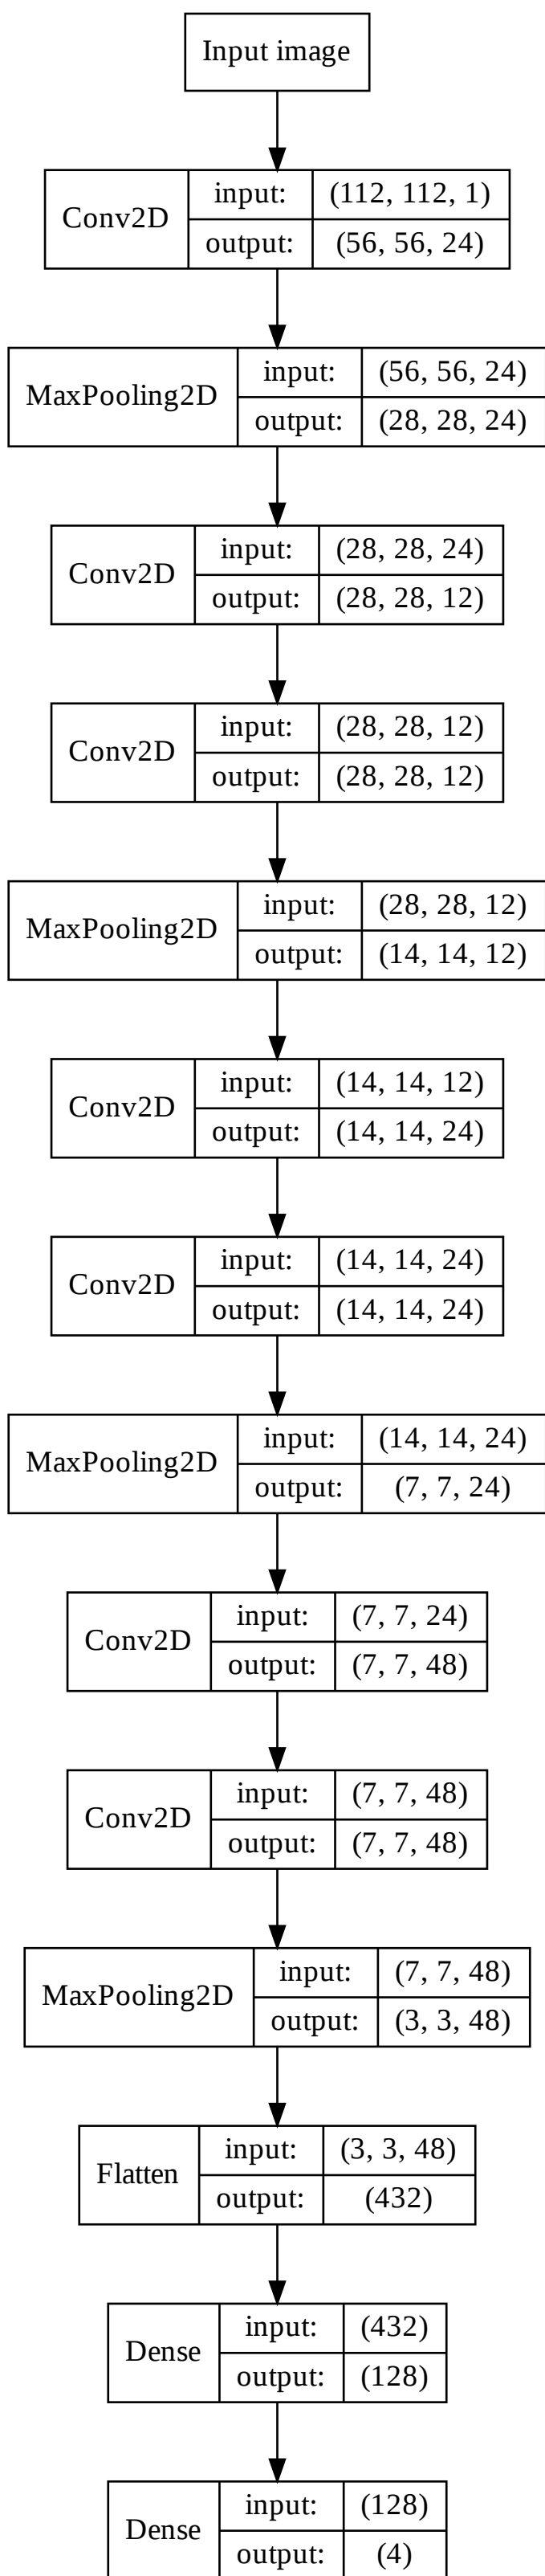 Input image
Conv2D
input: (112, 112, 1)
output: (56, 56, 24)
MaxPooling2D
input: (56, 56, 24)
output: (28, 28, 24)
Conv2D
input: (28, 28, 24)
output: (28, 28, 12)
Conv2D
input: (28, 28, 12)
output: (28, 28, 12)
MaxPooling2D
input: (28, 28, 12)
output: (14, 14, 12)
Conv2D
input: (14, 14, 12)
output: (14, 14, 24)
Conv2D
input: (14, 14, 24)
output: (14, 14, 24)
MaxPooling2D
input: (14, 14, 24)
output: (7, 7, 24)
Conv2D
input: (7, 7, 24)
output: (7, 7, 48)
Conv2D
input: (7, 7, 48)
output: (7, 7, 48)
MaxPooling2D
input: (7, 7, 48)
output: (3, 3, 48)
Flatten
input: (3, 3, 48)
output: (432)
Dense
input: (432)
output: (128)
Dense
input: (128)
output: (4)